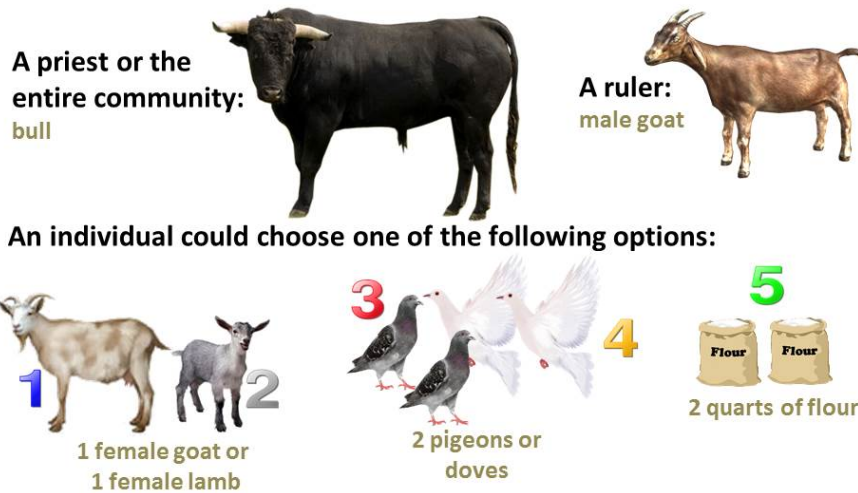 A priest or the
entire community:
bull
A ruler:
male goat
An individual could choose one of the following options:
1
2
1 female goat or
1 female lamb
3
4
2 pigeons or
doves
5
Flour
Flour
2 quarts of flour